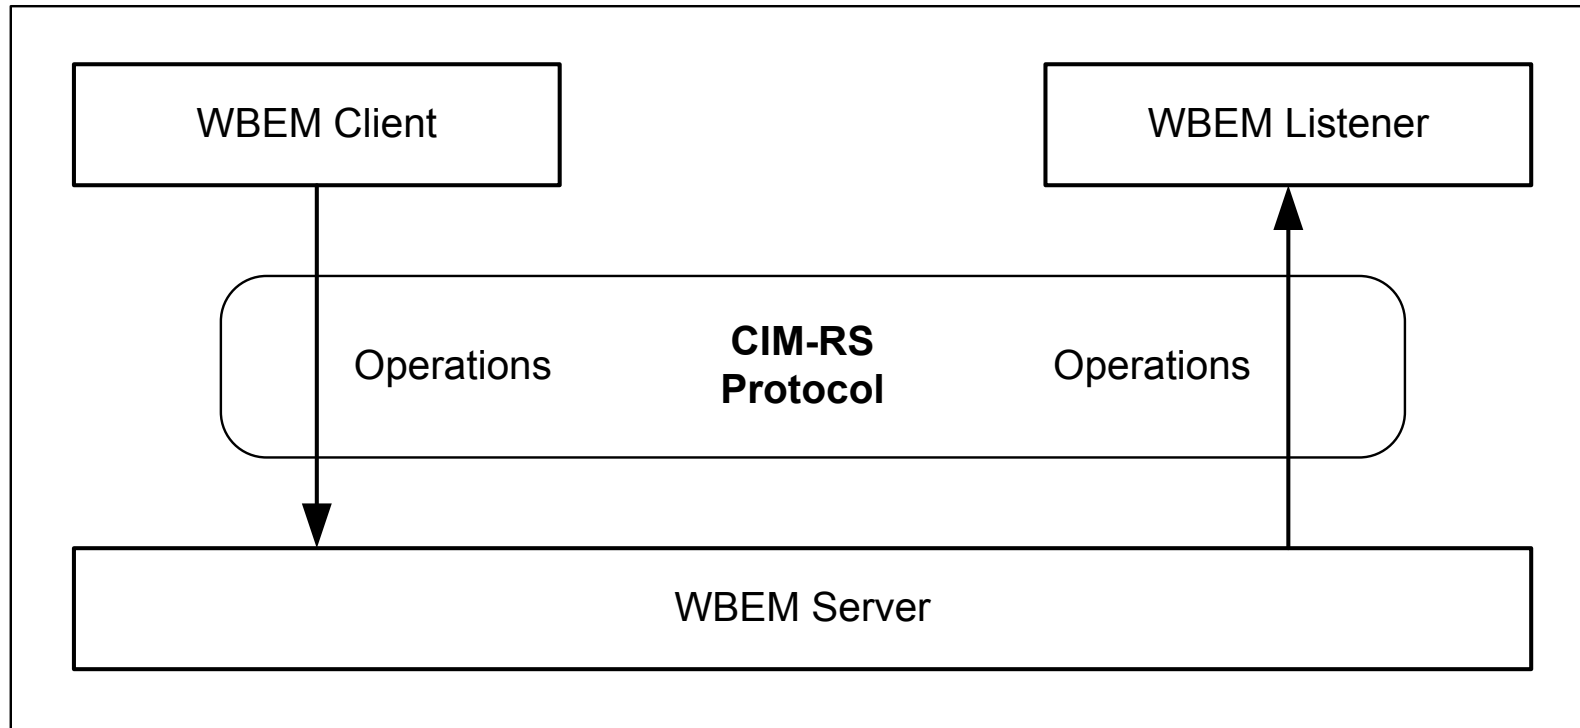 WBEM Client
WBEM Listener
Operations
CIM-RS
Protocol
Operations
WBEM Server